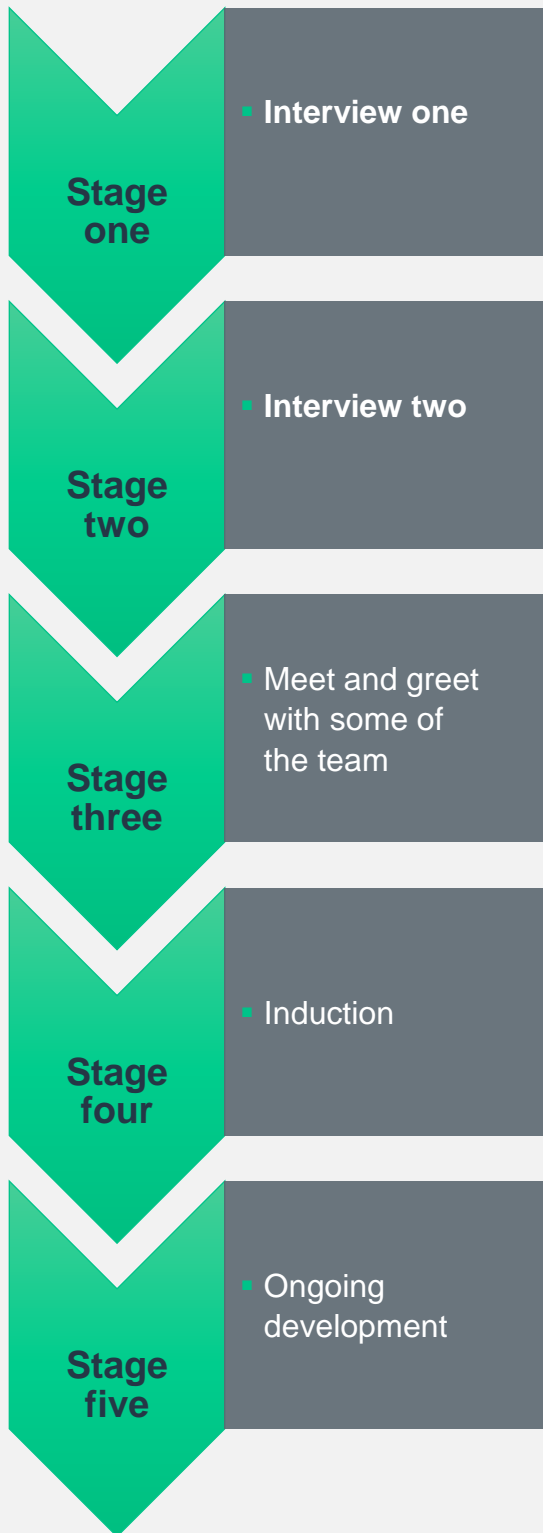 Stage
one
▪ Interview one
Stage
two
▪ Interview two
Stage
three
▪ Meet and greet
with some of
the team
Stage
four
▪ Induction
Stage
five
▪ Ongoing
development